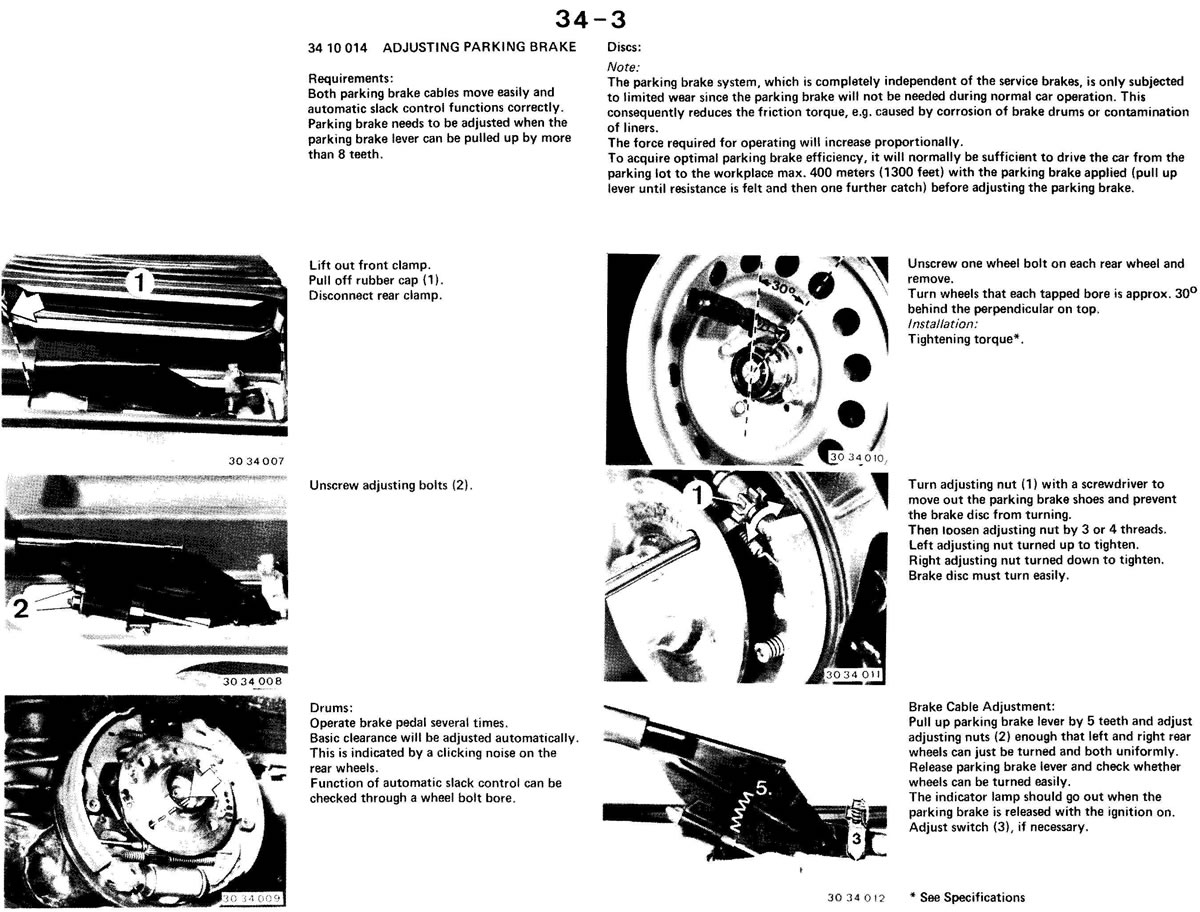 34-3
34 10 014 ADJUSTING PARKING BRAKE
Requirements:
Both parking brake cables move easily and
automatic slack control functions correctly.
Parking brake needs to be adjusted when the
parking brake lever can be pulled up by more
than 8 teeth.
Discs:
Note:
The parking brake system, which is completely independent of the service brakes, is only subjected
to limited wear since the parking brake will not be needed during normal car operation. This
consequently reduces the friction torque, e.g. caused by corrosion of brake drums or contamination
of liners.
The force required for operating will increase proportionally.
To acquire optimal parking brake efficiency, it will normally be sufficient to drive the car from the
parking lot to the workplace max. 400 meters (1300 feet) with the parking brake applied (pull up
lever until resistance is felt and then one further catch) before adjusting the parking brake.
1
30 34 007
Lift out front clamp.
Pull off rubber cap (1).
Disconnect rear clamp.
2
30 34 008
Unscrew adjusting bolts (2).
30 34 009
Drums:
Operate brake pedal several times.
Basic clearance will be adjusted automatically.
This is indicated by a clicking noise on the
rear wheels.
Function of automatic slack control can be
checked through a wheel bolt bore.
30°
30 34 010
Unscrew one wheel bolt on each rear wheel and
remove.
Turn wheels that each tapped bore is approx. 30°
behind the perpendicular on top.
Installation:
Tightening torque*.
1
30 34 011
Turn adjusting nut (1) with a screwdriver to
move out the parking brake shoes and prevent
the brake disc from turning.
Then loosen adjusting nut by 3 or 4 threads.
Left adjusting nut turned up to tighten.
Right adjusting nut turned down to tighten.
Brake disc must turn easily.
5.
3
30 34 012
Brake Cable Adjustment:
Pull up parking brake lever by 5 teeth and adjust
adjusting nuts (2) enough that left and right rear
wheels can just be turned and both uniformly.
Release parking brake lever and check whether
wheels can be turned easily.
The indicator lamp should go out when the
parking brake is released with the ignition on.
Adjust switch (3), if necessary.
* See Specifications